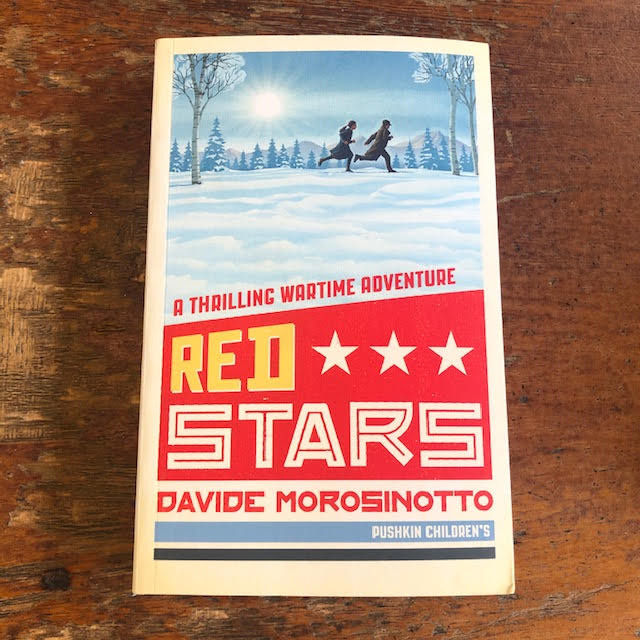 A THRILLING WARTIME ADVENTURE
RED
STARS
DAVIDE MOROSINOTTO
PUSHKIN CHILDREN'S